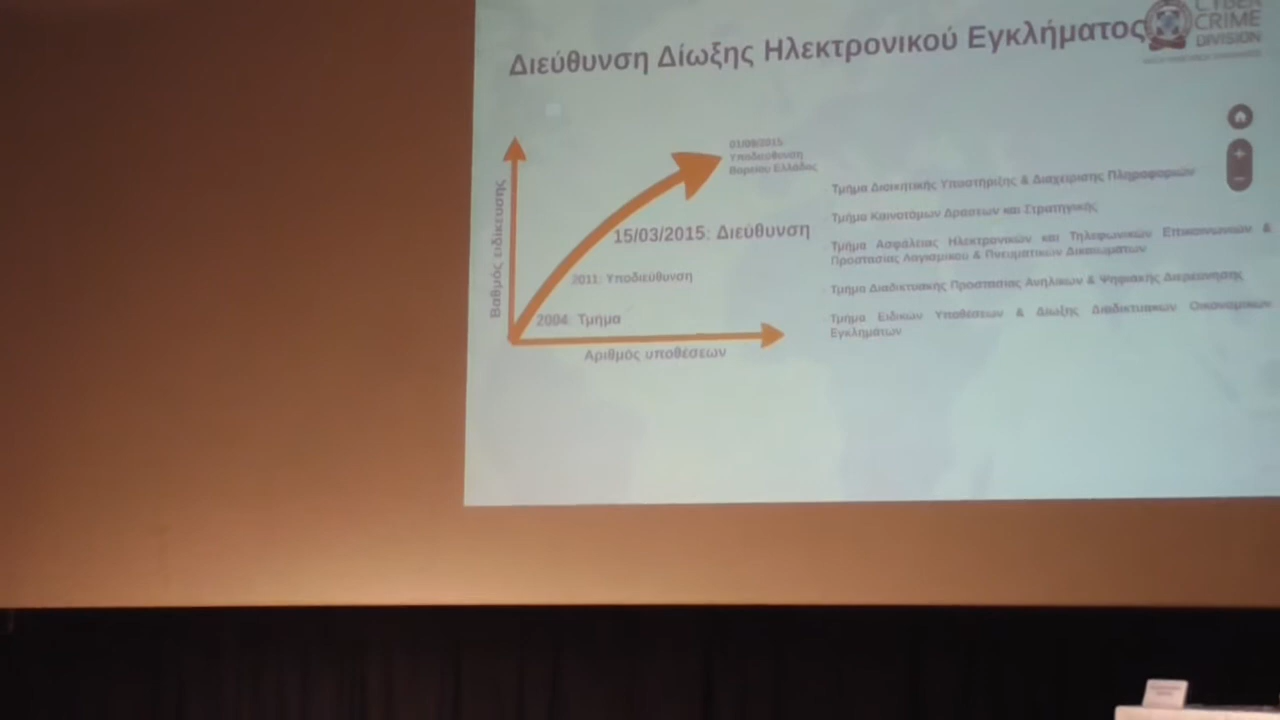 Διεύθυνση Δίωξης Ηλεκτρονικού Εγκλήματος
CYBER
CRIME
DIVISION
01/09/2015:
Υποδιεύθυνση
Βορείου Ελλάδος
15/03/2015: Διεύθυνση
2011: Υποδιεύθυνση
2004: Τμήμα
Βαθμός ειδίκευσης
Αριθμός υποθέσεων
Τμήμα Διοικητικής Υποστήριξης & Διαχείρισης Πληροφοριών
Τμήμα Καινοτόμων Δράσεων και Στρατηγικής
Τμήμα Ασφάλειας Ηλεκτρονικών και Τηλεφωνικών Επικοινωνιών &
Προστασίας Λογισμικού & Πνευματικών Δικαιωμάτων
Τμήμα Διαδικτυακής Προστασίας Ανηλίκων & Ψηφιακής Διερεύνησης
Τμήμα Ειδικών Υποθέσεων & Δίωξης Διαδικτυακών Οικονομικών
Εγκλημάτων